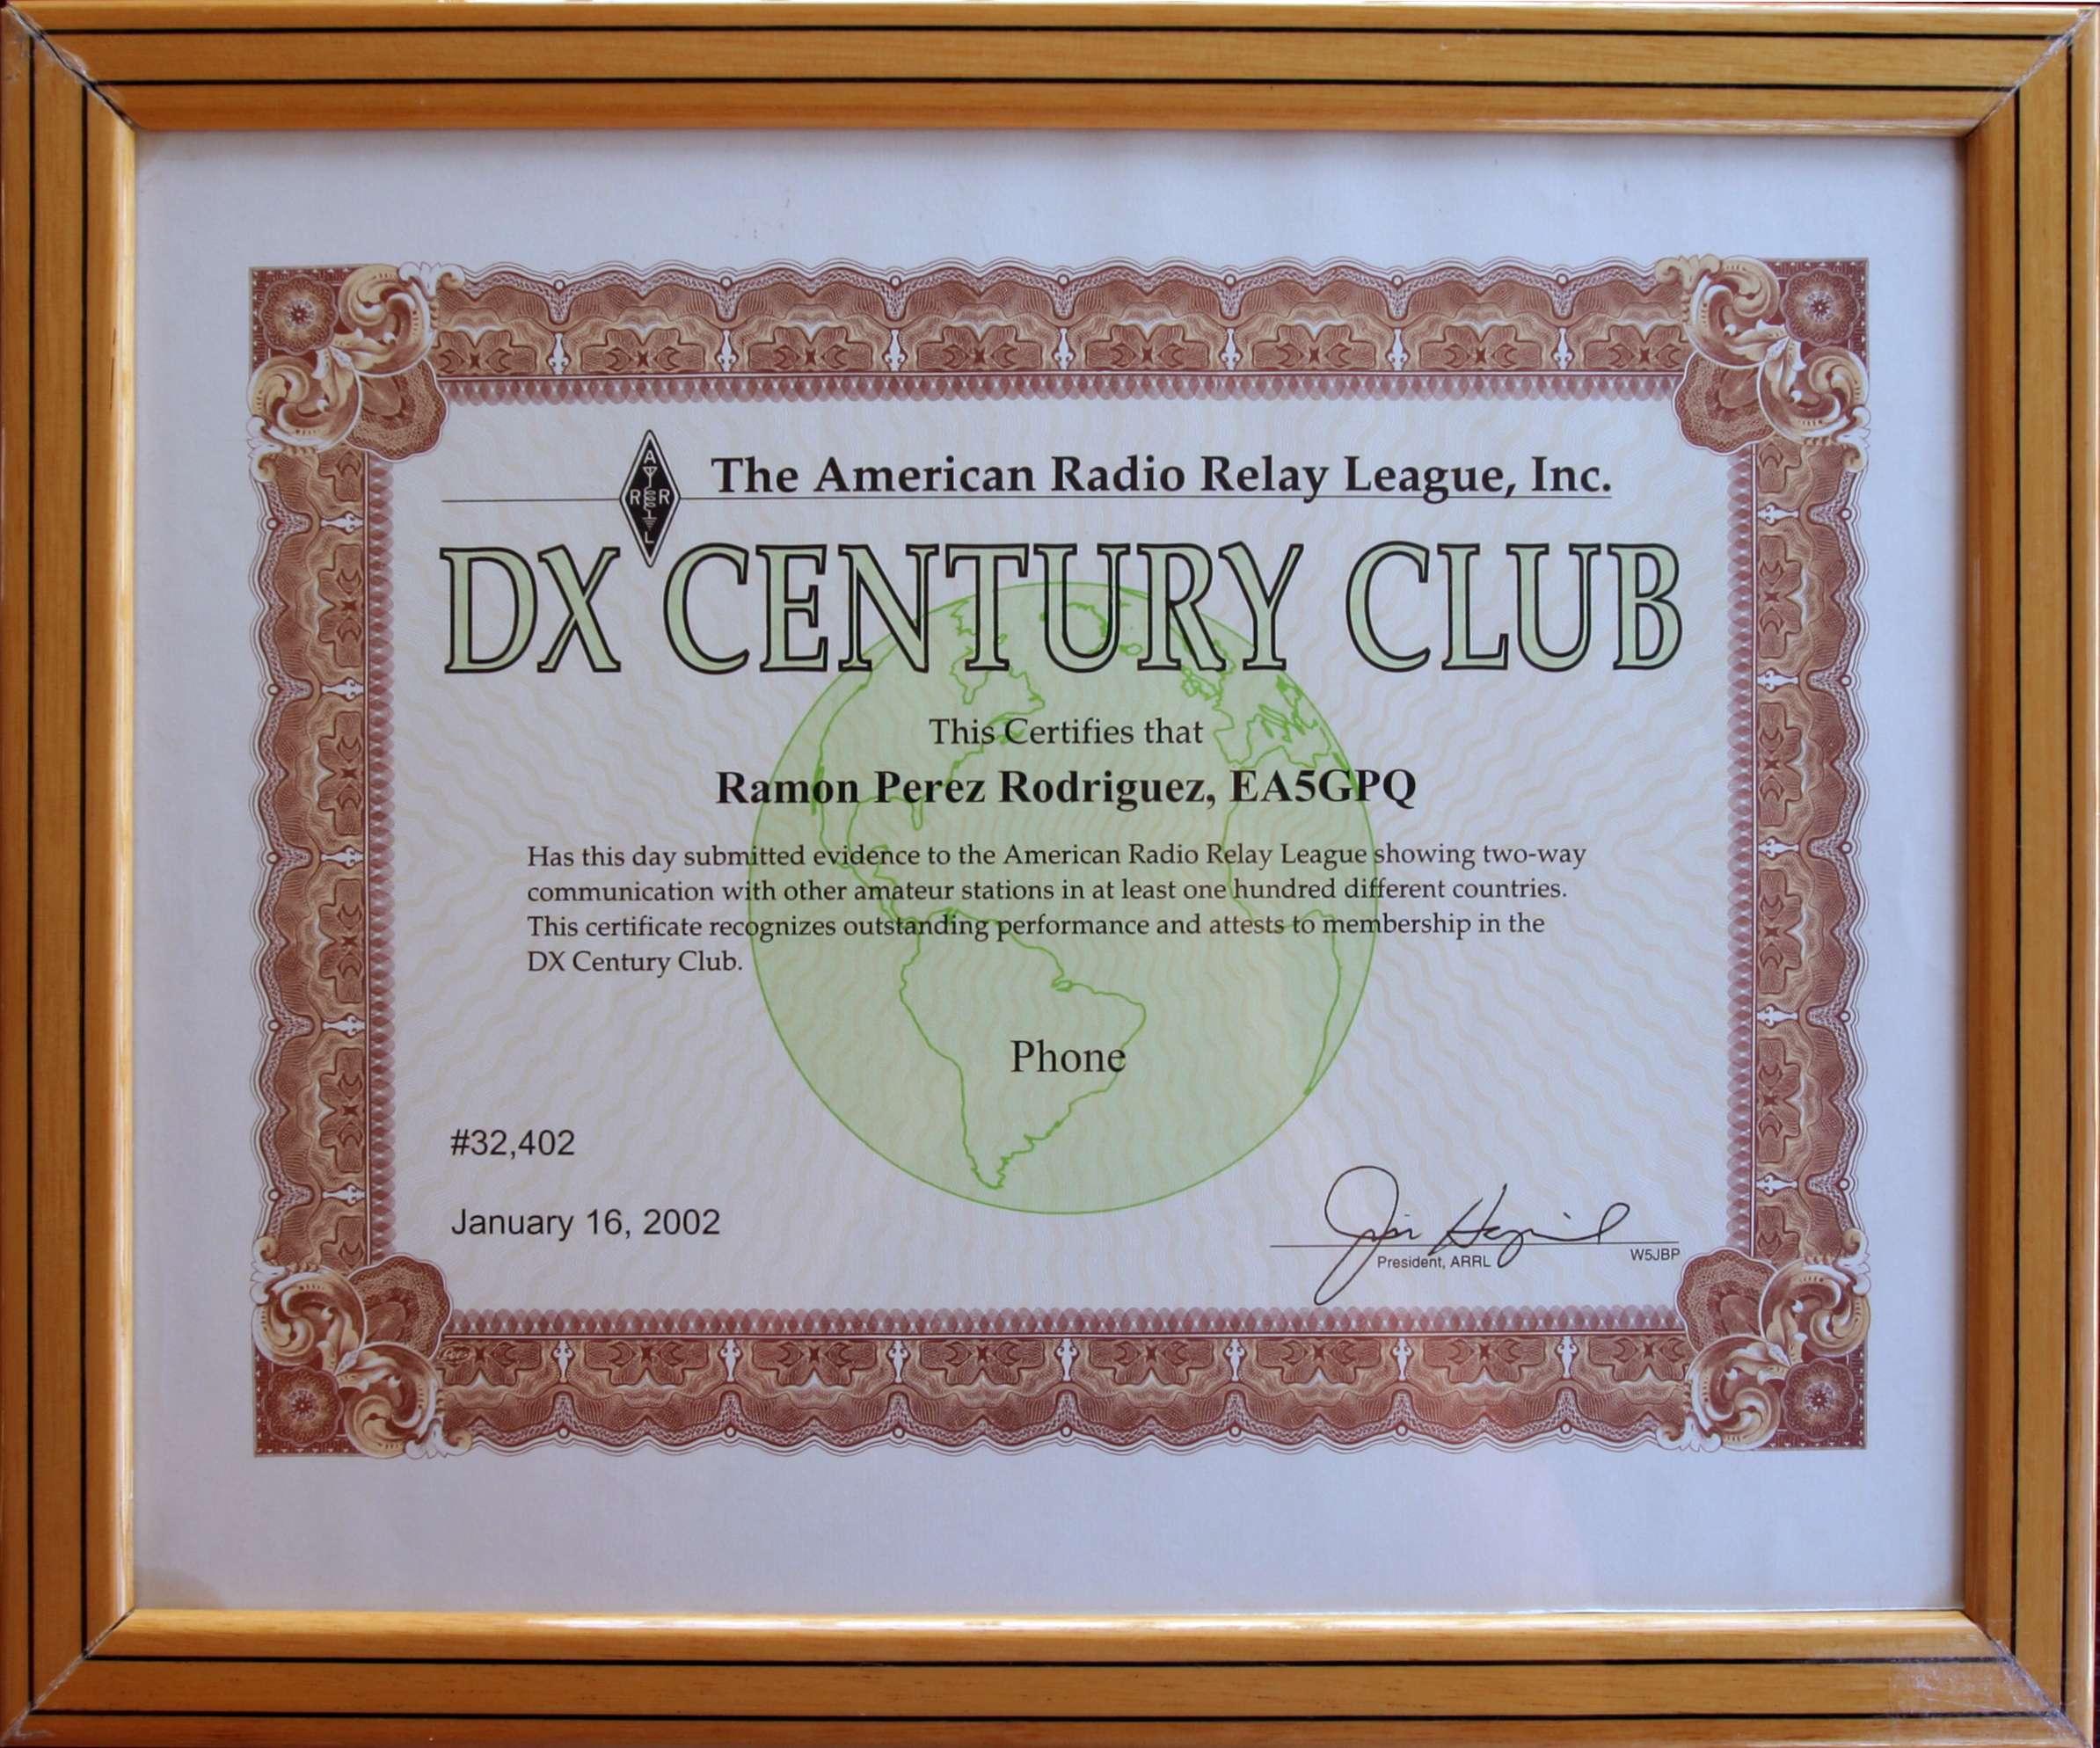 A
R R
L
The American Radio Relay League, Inc.
DX CENTURY CLUB
This Certifies that
Ramon Perez Rodriguez, EA5GPQ
Has this day submitted evidence to the American Radio Relay League showing two-way
communication with other amateur stations in at least one hundred different countries.
This certificate recognizes outstanding performance and attests to membership in the
DX Century Club.
Phone
#32,402
January 16, 2002
Jim Haynie
President, ARRL
W5JBP